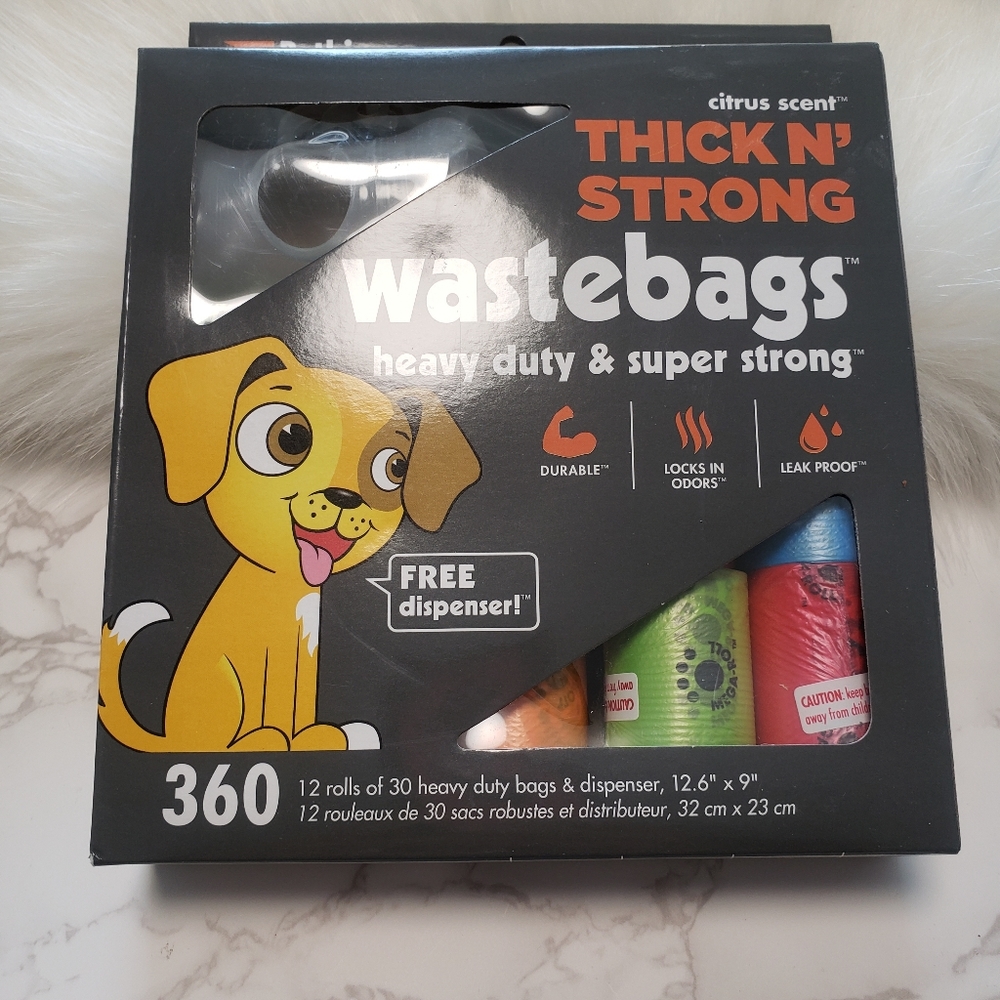 citrus scent™
THICK N'
STRONG
wastebags™
heavy duty & super strong™
DURABLE™
LOCKS IN
ODORS™
LEAK PROOF™
FREE
dispenser!™
MEGA-ROLL™
CAUTION: keep
away from child
360
12 rolls of 30 heavy duty bags & dispenser, 12.6" x 9"
12 rouleaux de 30 sacs robustes et distributeur, 32 cm x 23 cm